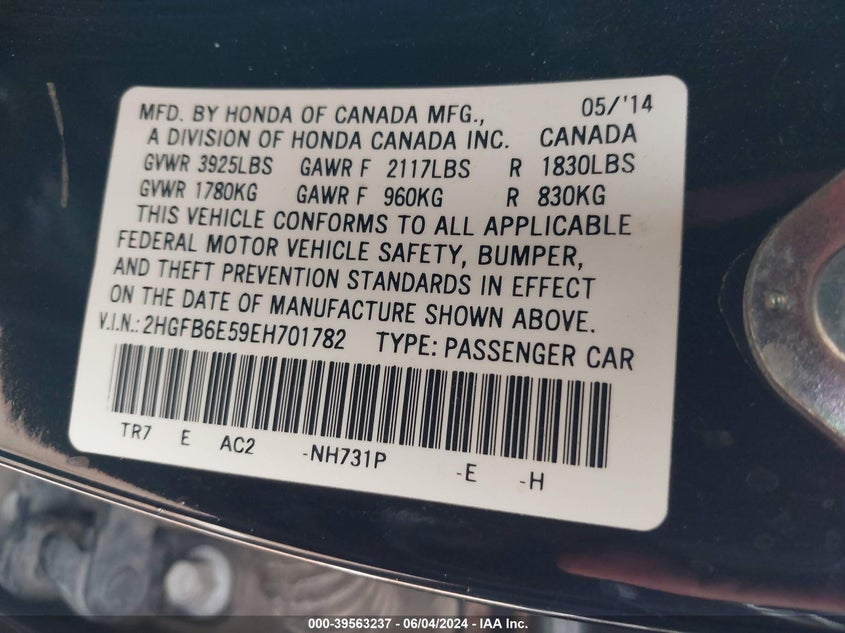 MFD. BY HONDA OF CANADA MFG., 05/'14
A DIVISION OF HONDA CANADA INC. CANADA
GVWR 3925LBS GAWR F 2117LBS R 1830LBS
GVWR 1780KG GAWR F 960KG R 830KG
THIS VEHICLE CONFORMS TO ALL APPLICABLE
FEDERAL MOTOR VEHICLE SAFETY, BUMPER,
AND THEFT PREVENTION STANDARDS IN EFFECT
ON THE DATE OF MANUFACTURE SHOWN ABOVE.
V.I.N.: 2HGFB6E59EH701782 TYPE: PASSENGER CAR
TR7 E AC2 -NH731P -E -H
000-39563237 - 06/04/2024 - IAA Inc.